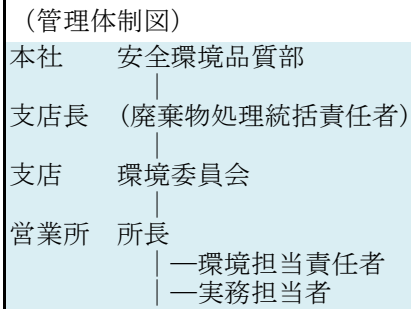 （管理体制図）
本社　　安全環境品質部
｜
支店長　（廃棄物処理統括責任者）
｜
支店　　環境委員会
｜
営業所　所長
｜―環境担当責任者
｜―実務担当者